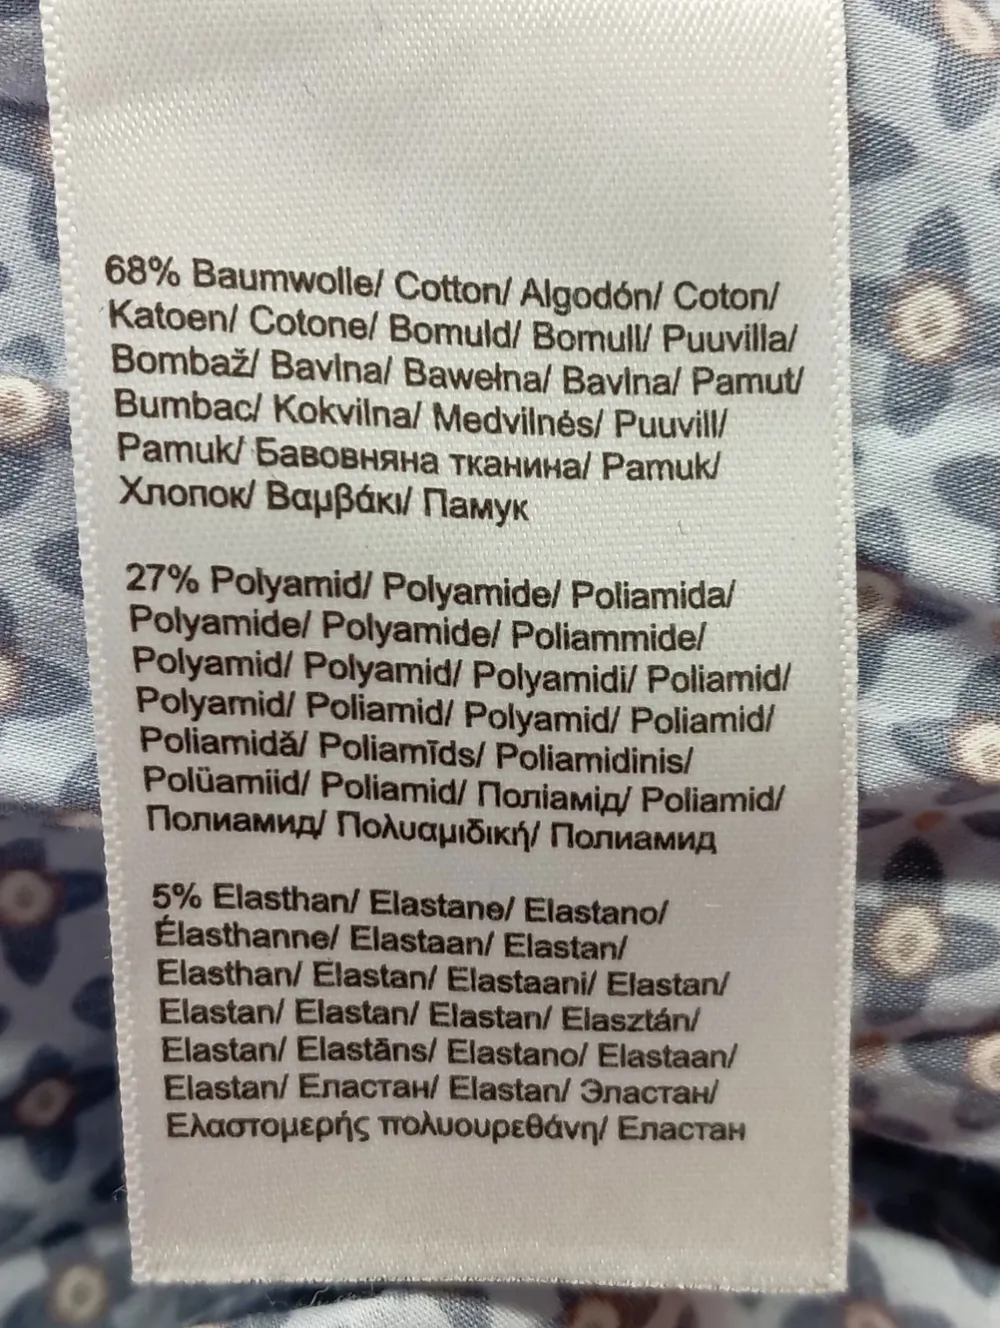 68% Baumwolle/ Cotton/ Algodón/ Coton/
Katoen/ Cotone/ Bomuld/ Bomull/ Puuvilla/
Bombaž/ Bavlna/ Bawełna/ Bavlna/ Pamut/
Bumbac/ Kokvilna/ Medvilnės/ Puuvill/
Pamuk/ Бавовняна тканина/ Pamuk/
Хлопок/ Βαμβάκι/ Памук
27% Polyamid/ Polyamide/ Poliamida/
Polyamide/ Polyamide/ Poliammide/
Polyamid/ Polyamid/ Polyamidi/ Poliamid/
Polyamid/ Poliamid/ Polyamid/ Poliamid/
Poliamidă/ Poliamīds/ Poliamidinis/
Polüamiid/ Poliamid/ Поліамід/ Poliamid/
Полиамид/ Πολυαμιδική/ Полиамид
5% Elasthan/ Elastane/ Elastano/
Élasthanne/ Elastaan/ Elastan/
Elasthan/ Elastan/ Elastaani/ Elastan/
Elastan/ Elastan/ Elastan/ Elasztán/
Elastan/ Elastāns/ Elastano/ Elastaan/
Elastan/ Еластан/ Elastan/ Эластан/
Ελαστομερής πολυουρεθάνη/ Еластан